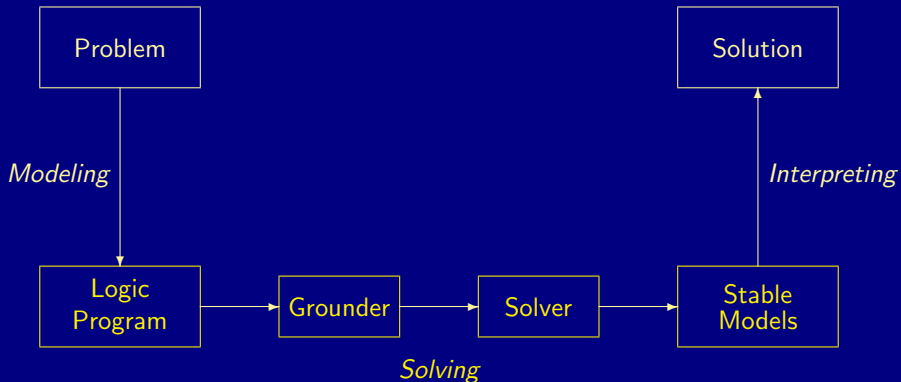 Problem
Solution
Modeling
Interpreting
Logic
Program
Grounder
Solver
Stable
Models
Solving